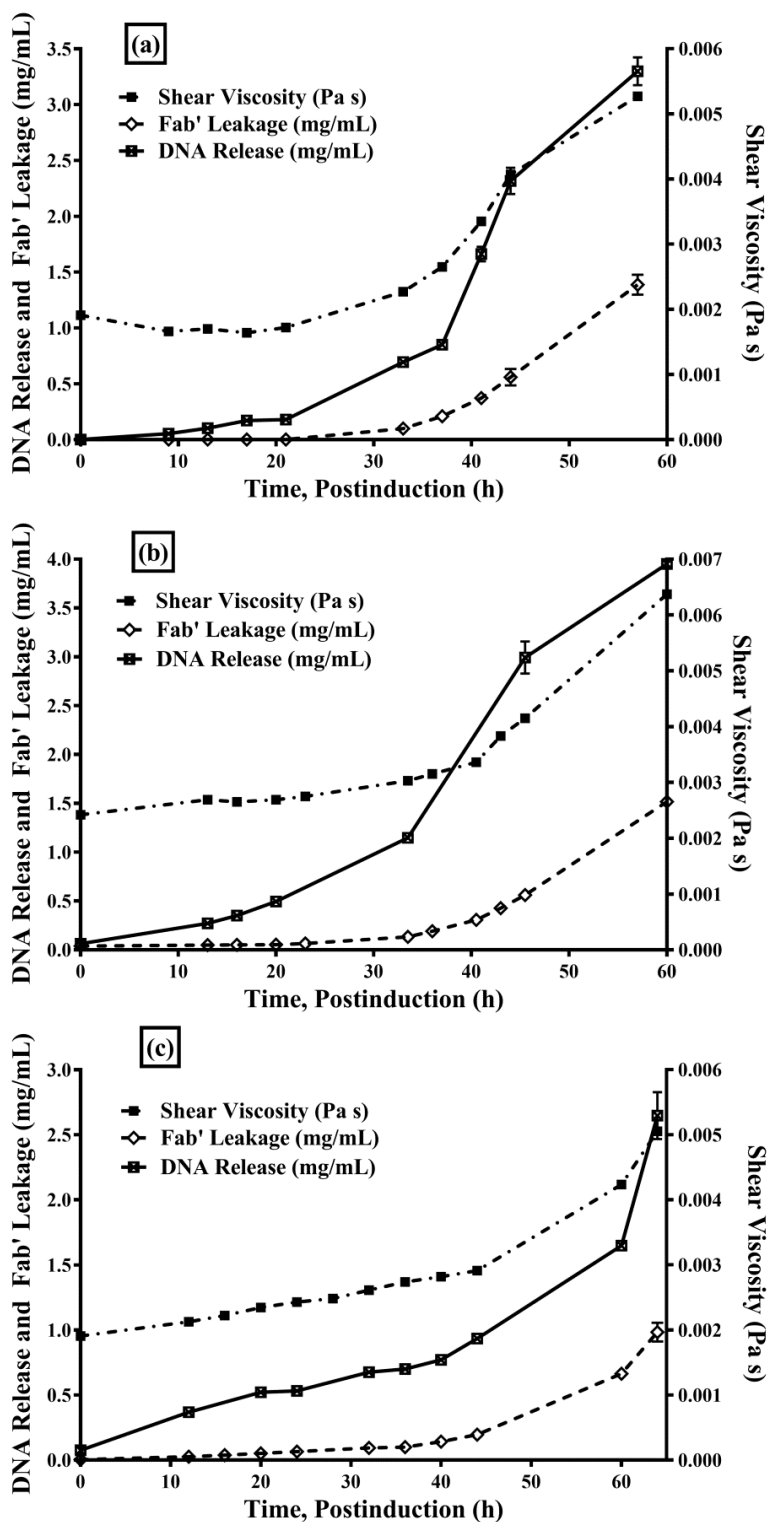 (a)
Shear Viscosity (Pa s)
Fab' Leakage (mg/mL)
DNA Release (mg/mL)
DNA Release and Fab' Leakage (mg/mL)
3.5
3.0
2.5
2.0
1.5
1.0
0.5
0.0
0.006
0.005
0.004
0.003
0.002
0.001
0.000
Shear Viscosity (Pa s)
0 10 20 30 40 50 60
Time, Postinduction (h)
(b)
Shear Viscosity (Pa s)
Fab' Leakage (mg/mL)
DNA Release (mg/mL)
DNA Release and Fab' Leakage (mg/mL)
4.0
3.5
3.0
2.5
2.0
1.5
1.0
0.5
0.0
0.007
0.006
0.005
0.004
0.003
0.002
0.001
0.000
Shear Viscosity (Pa s)
0 10 20 30 40 50 60
Time, Postinduction (h)
(c)
Shear Viscosity (Pa s)
Fab' Leakage (mg/mL)
DNA Release (mg/mL)
DNA Release and Fab' Leakage (mg/mL)
3.0
2.5
2.0
1.5
1.0
0.5
0.0
0.006
0.005
0.004
0.003
0.002
0.001
0.000
Shear Viscosity (Pa s)
0 10 20 30 40 50 60
Time, Postinduction (h)